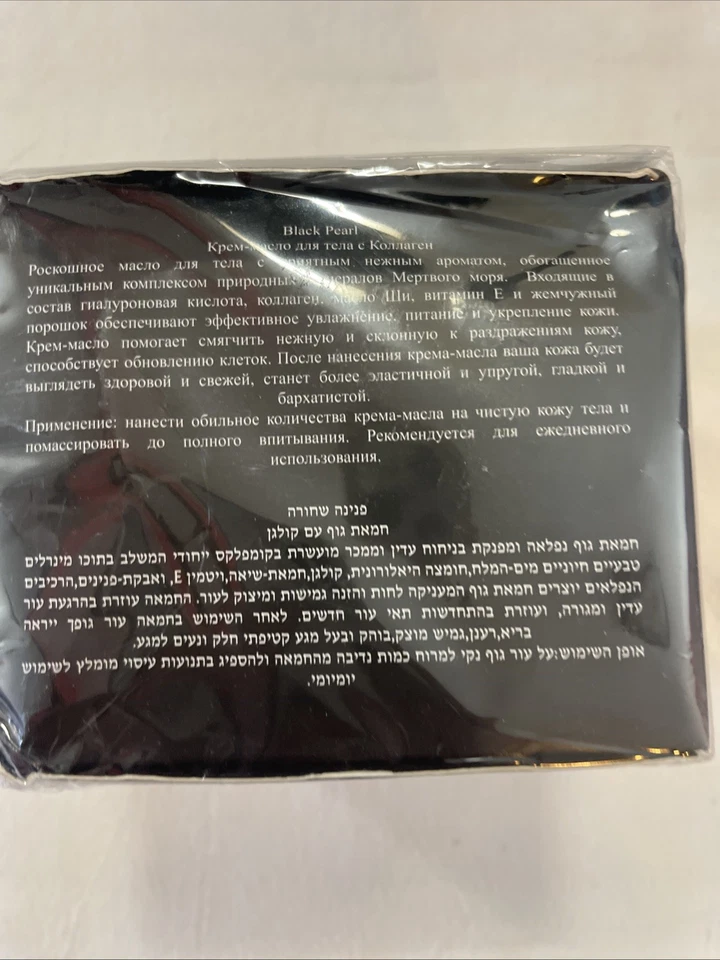 Black Pearl
Крем-масло для тела с Коллаген
Роскошное масло для тела с приятным нежным ароматом, обогащенное
уникальным комплексом природных минералов Мертвого моря. Входящие в
состав гиалуроновая кислота, коллаген, масло Ши, витамин Е и жемчужный
порошок обеспечивают эффективное увлажнение, питание и укрепление кожи.
Крем-масло помогает смягчить нежную и склонную к раздражениям кожу,
способствует обновлению клеток. После нанесения крема-масла ваша кожа будет
выглядеть здоровой и свежей, станет более эластичной и упругой, гладкой и
бархатистой.
Применение: нанести обильное количества крема-масла на чистую кожу тела и
помассировать до полного впитывания. Рекомендуется для ежедневного
использования.
פנינה שחורה
חמאת גוף עם קולגן
חמאת גוף נפלאה ומפנקת בניחוח עדין וממכר מועשרת בקומפלקס ייחודי המשלב בתוכו מינרלים
טבעיים חיוניים מים-המלח,חומצה היאלורונית, קולגן,חמאת-שיאה,ויטמין E, ואבקת-פנינים,הרכיבים
הנפלאים יוצרים חמאת גוף המעניקה לחות והזנה גמישות ומיצוק לעור. החמאה עוזרת בהרגעת עור
עדין ומגורה, ועוזרת בהתחדשות תאי עור חדשים. לאחר השימוש בחמאה עור גופך ייראה
בריא,רענן,גמיש מוצק,בוהק ובעל מגע קטיפתי חלק ונעים למגע.
אופן השימוש:על עור גוף נקי למרוח כמות נדיבה מהחמאה ולהספיג בתנועות עיסוי מומלץ לשימוש
יומיומי.